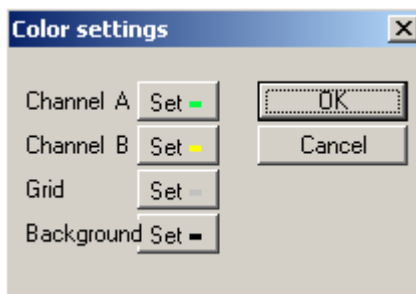 Color settings
Channel A Set OK
Channel B Set Cancel
Grid Set
Background Set